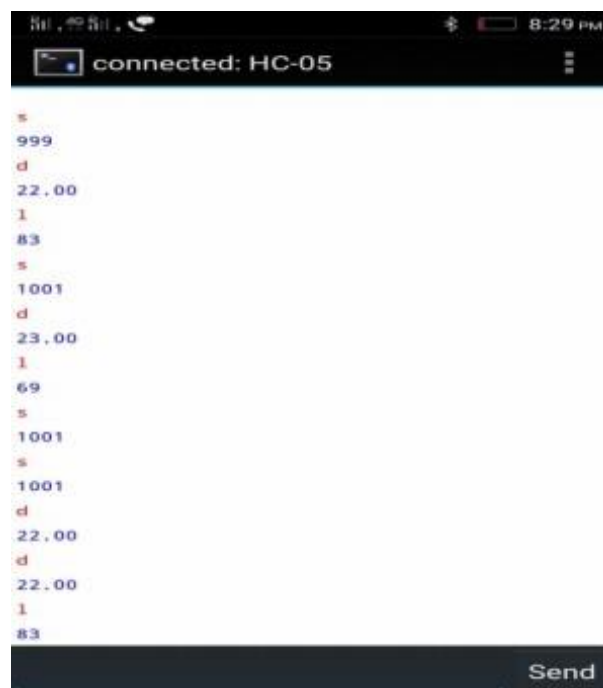 8:29 PM
connected: HC-05
s
999
d
22.00
l
83
s
1001
d
23.00
l
69
s
1001
s
1001
d
22.00
d
22.00
l
83
Send